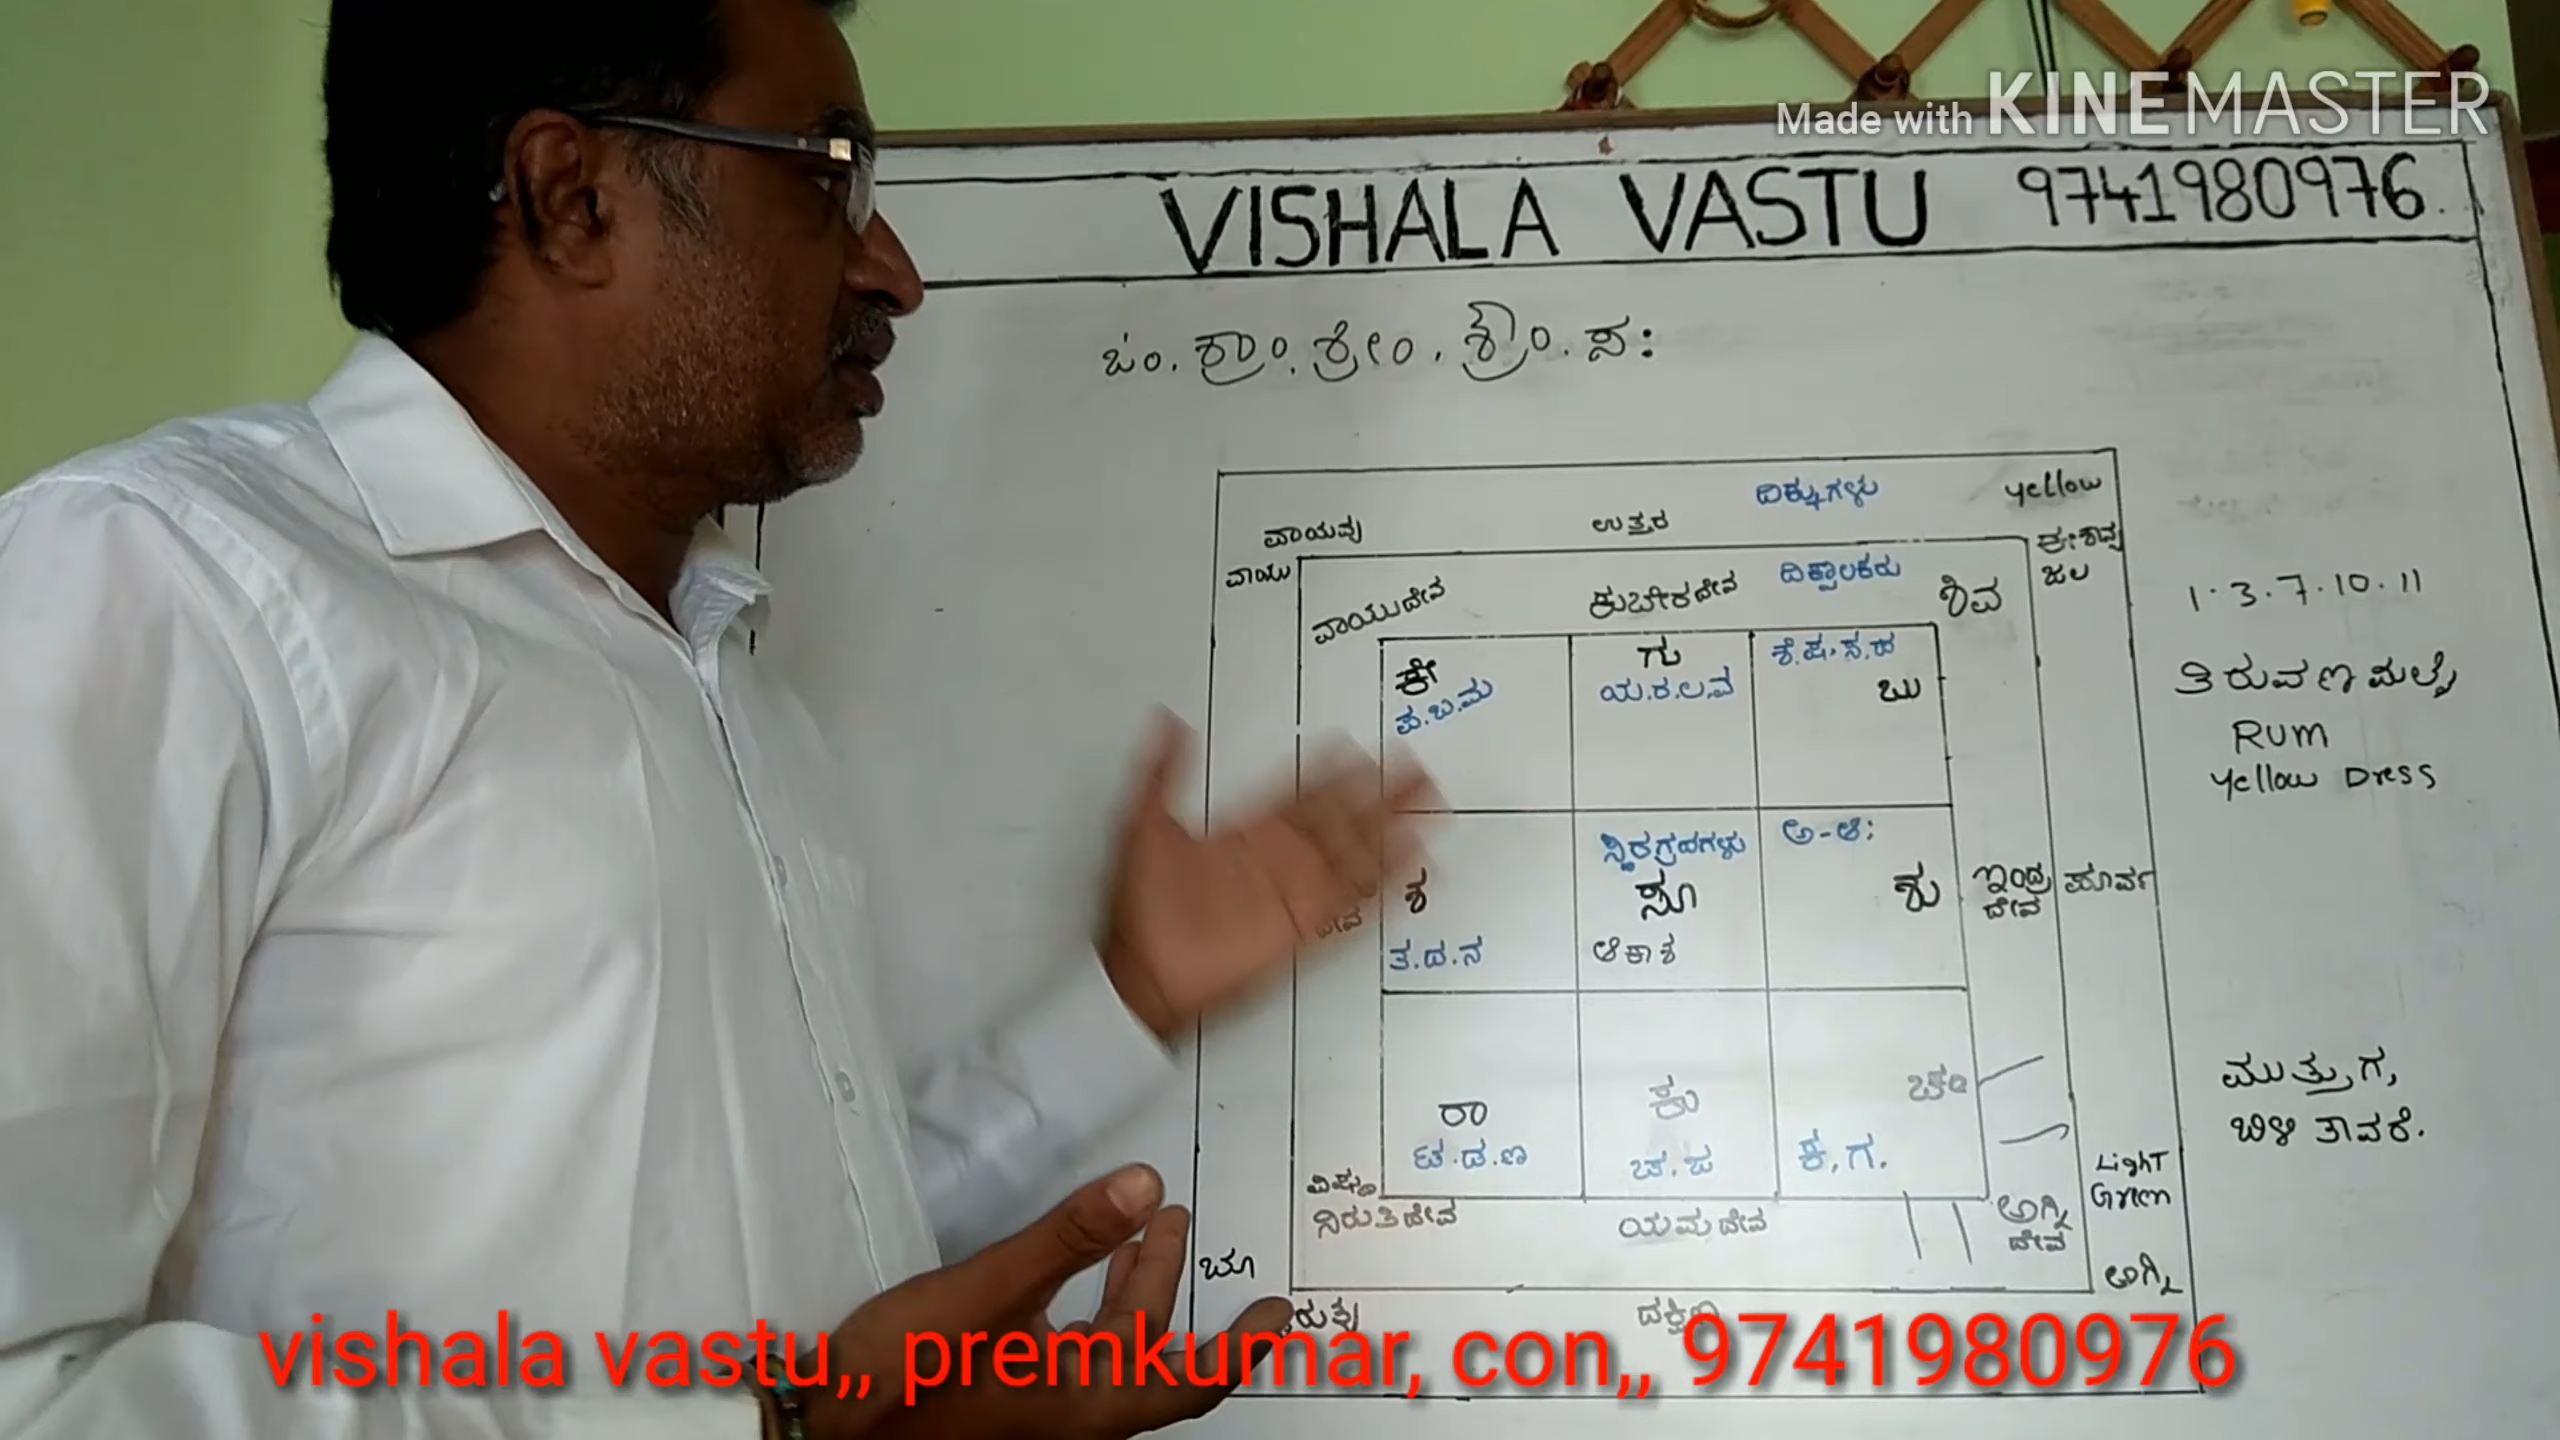 Made with KINEMASTER
VISHALA VASTU 9741980976
ಓಂ. ಶ್ರಾಂ. ಶ್ರೀಂ. ಶ್ರೌಂ. ಸ:
ದಿಕ್ಕುಗಳು yellow
ವಾಯವ್ಯ ಉತ್ತರ ಈಶಾನ್ಯ
ವಾಯು ಜಲ
ವಾಯುದೇವ ಕುಬೇರದೇವ ದಿಕ್ಪಾಲಕರು ಶಿವ
1.3.7.10.11
ಕೇ ಗು ಶ.ಷ.ಸ.ಹ
ಪ.ಬ.ಮ ಯ.ರ.ಲ.ವ ಬು
ತಿರುವಣ ಮಲೈ
RUM
yellow Dress
ಸ್ಥಿರಗ್ರಹಗಳು ಅ-ಅ:
ಶ ಸೂ ಶು ಇಂದ್ರ ಪೂರ್ವ
ದೇವ ದೇವ
ತ.ದ.ನ ಆಕಾಶ
ರಾ ಕು ಚಂ
ಟ.ಡ.ಣ ಚ.ಜ ಕ.ಗ.
ಮುತ್ತುಗ,
ಬಿಳಿ ತಾವರೆ.
LighT
Green
ವಿಷ್ಣು
ನಿರುತಿದೇವ ಯಮದೇವ ಅಗ್ನಿ
ದೇವ
ಭೂ ಅಗ್ನಿ
ದಕ್ಷಿಣ
vishala vastu,, premkumar, con,, 9741980976